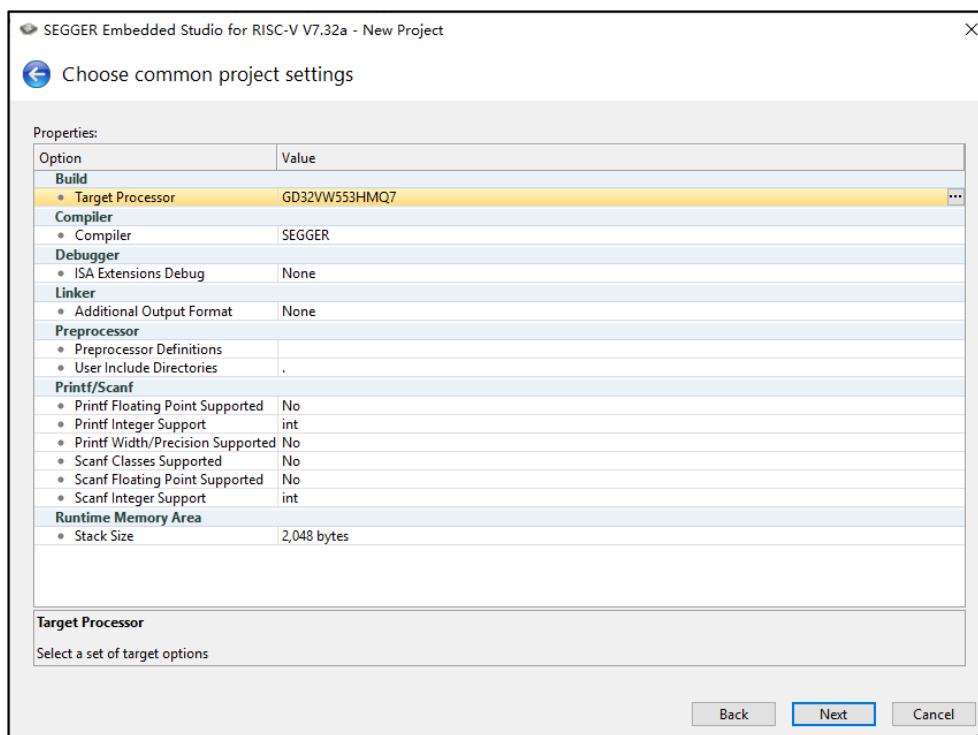 SEGGER Embedded Studio for RISC-V V7.32a - New Project
Choose common project settings
Properties:
Option Value
Build
Target Processor GD32VW553HMQ7
Compiler
Compiler SEGGER
Debugger
ISA Extensions Debug None
Linker
Additional Output Format None
Preprocessor
Preprocessor Definitions
User Include Directories .
Printf/Scanf
Printf Floating Point Supported No
Printf Integer Support int
Printf Width/Precision Supported No
Scanf Classes Supported No
Scanf Floating Point Supported No
Scanf Integer Support int
Runtime Memory Area
Stack Size 2,048 bytes
Target Processor
Select a set of target options
Back Next Cancel